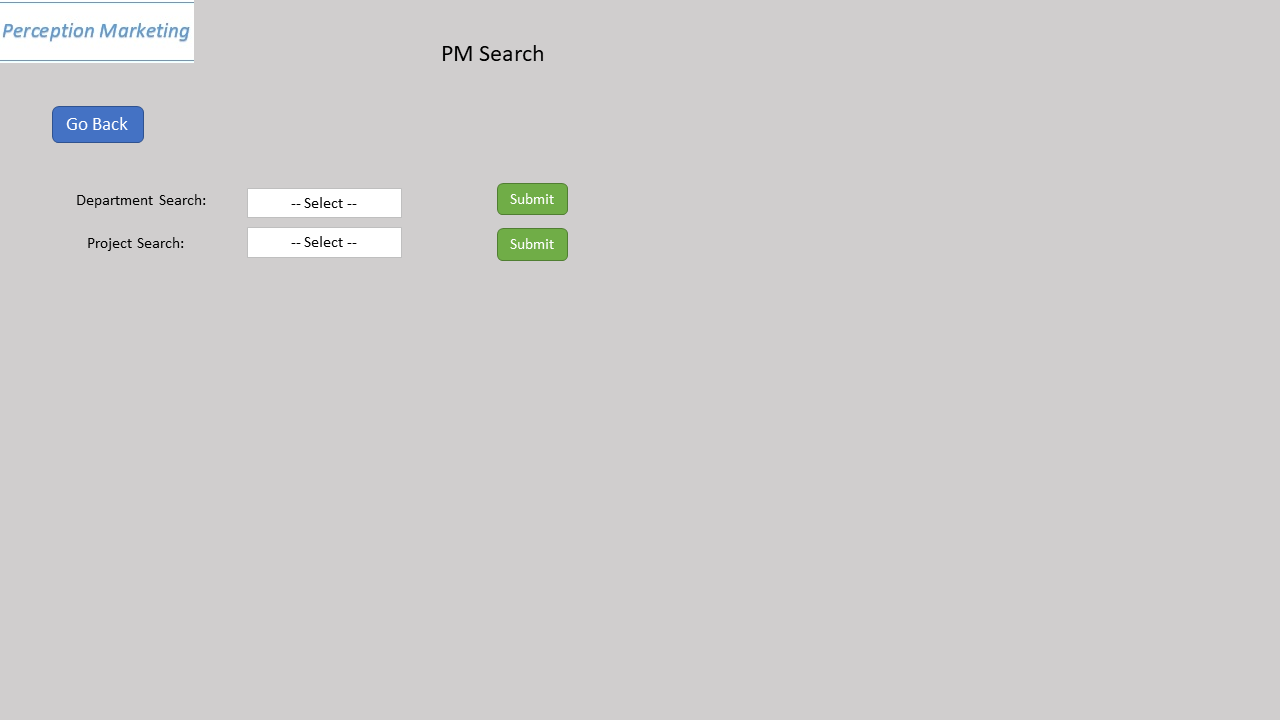 Perception Marketing
PM Search
Go Back
Department Search:
-- Select --
Submit
Project Search:
-- Select --
Submit